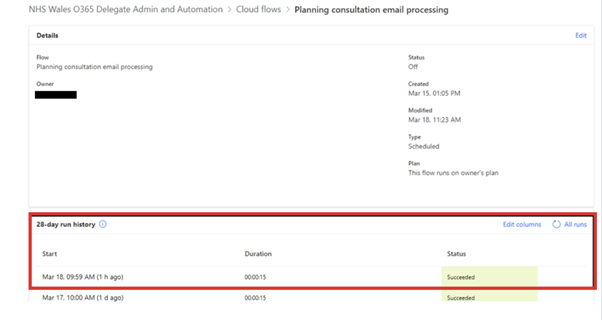 NHS Wales O365 Delegate Admin and Automation > Cloud flows > Planning consultation email processing
Details
Edit
Flow
Planning consultation email processing
Owner
Status
Off
Created
Mar 15, 01:05 PM
Modified
Mar 18, 11:23 AM
Type
Scheduled
Plan
This flow runs on owner's plan
28-day run history
Edit columns
All runs
Start Duration Status
Mar 18, 09:59 AM (1 h ago) 00:00:15 Succeeded
Mar 17, 10:00 AM (1 d ago) 00:00:15 Succeeded